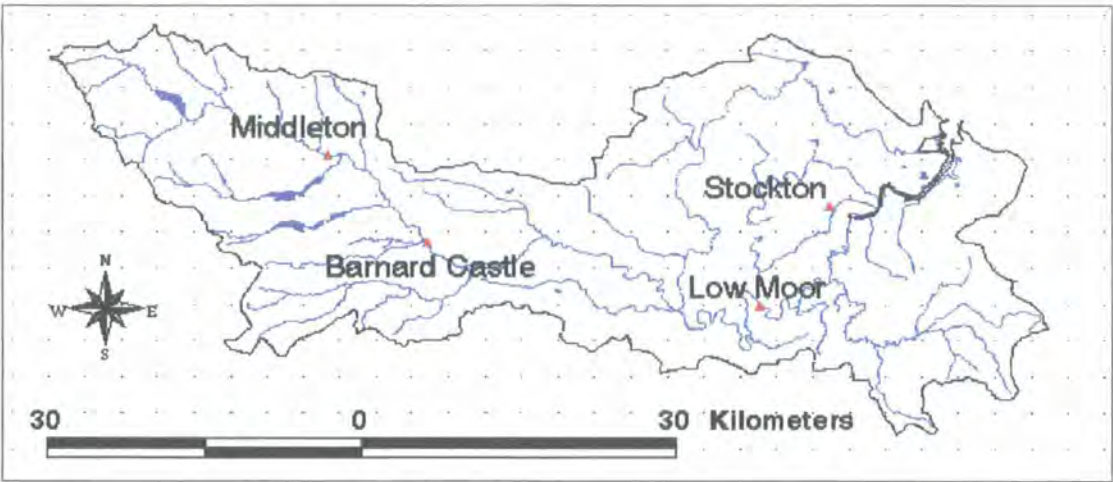 Middleton
Stockton
Barnard Castle
Low Moor
N
W E
S
30 0 30 Kilometers